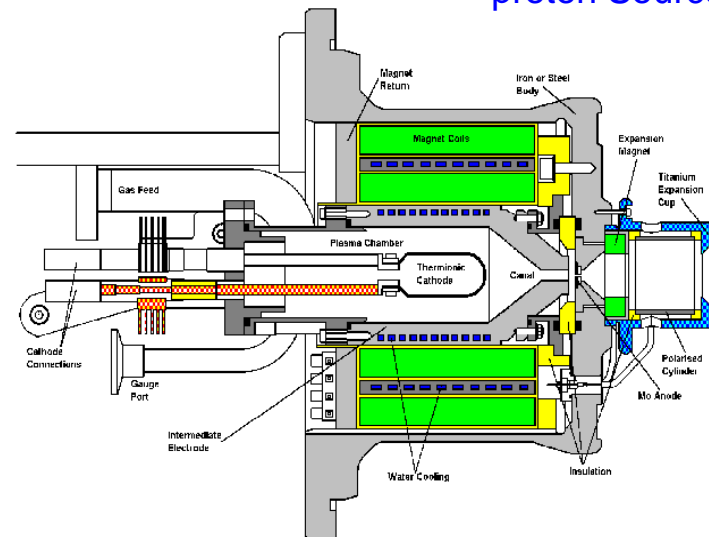 proton Source
Magnet
Return
Iron or Steel
Body
Magnet Coils
Expansion
Magnet
Titanium
Expansion
Cup
Gas Feed
Plasma Chamber
Thermionic
Cathode
Canal
Cathode
Connections
Gauge
Port
Polarised
Cylinder
Mo Anode
Intermediate
Electrode
Water Cooling
Insulation